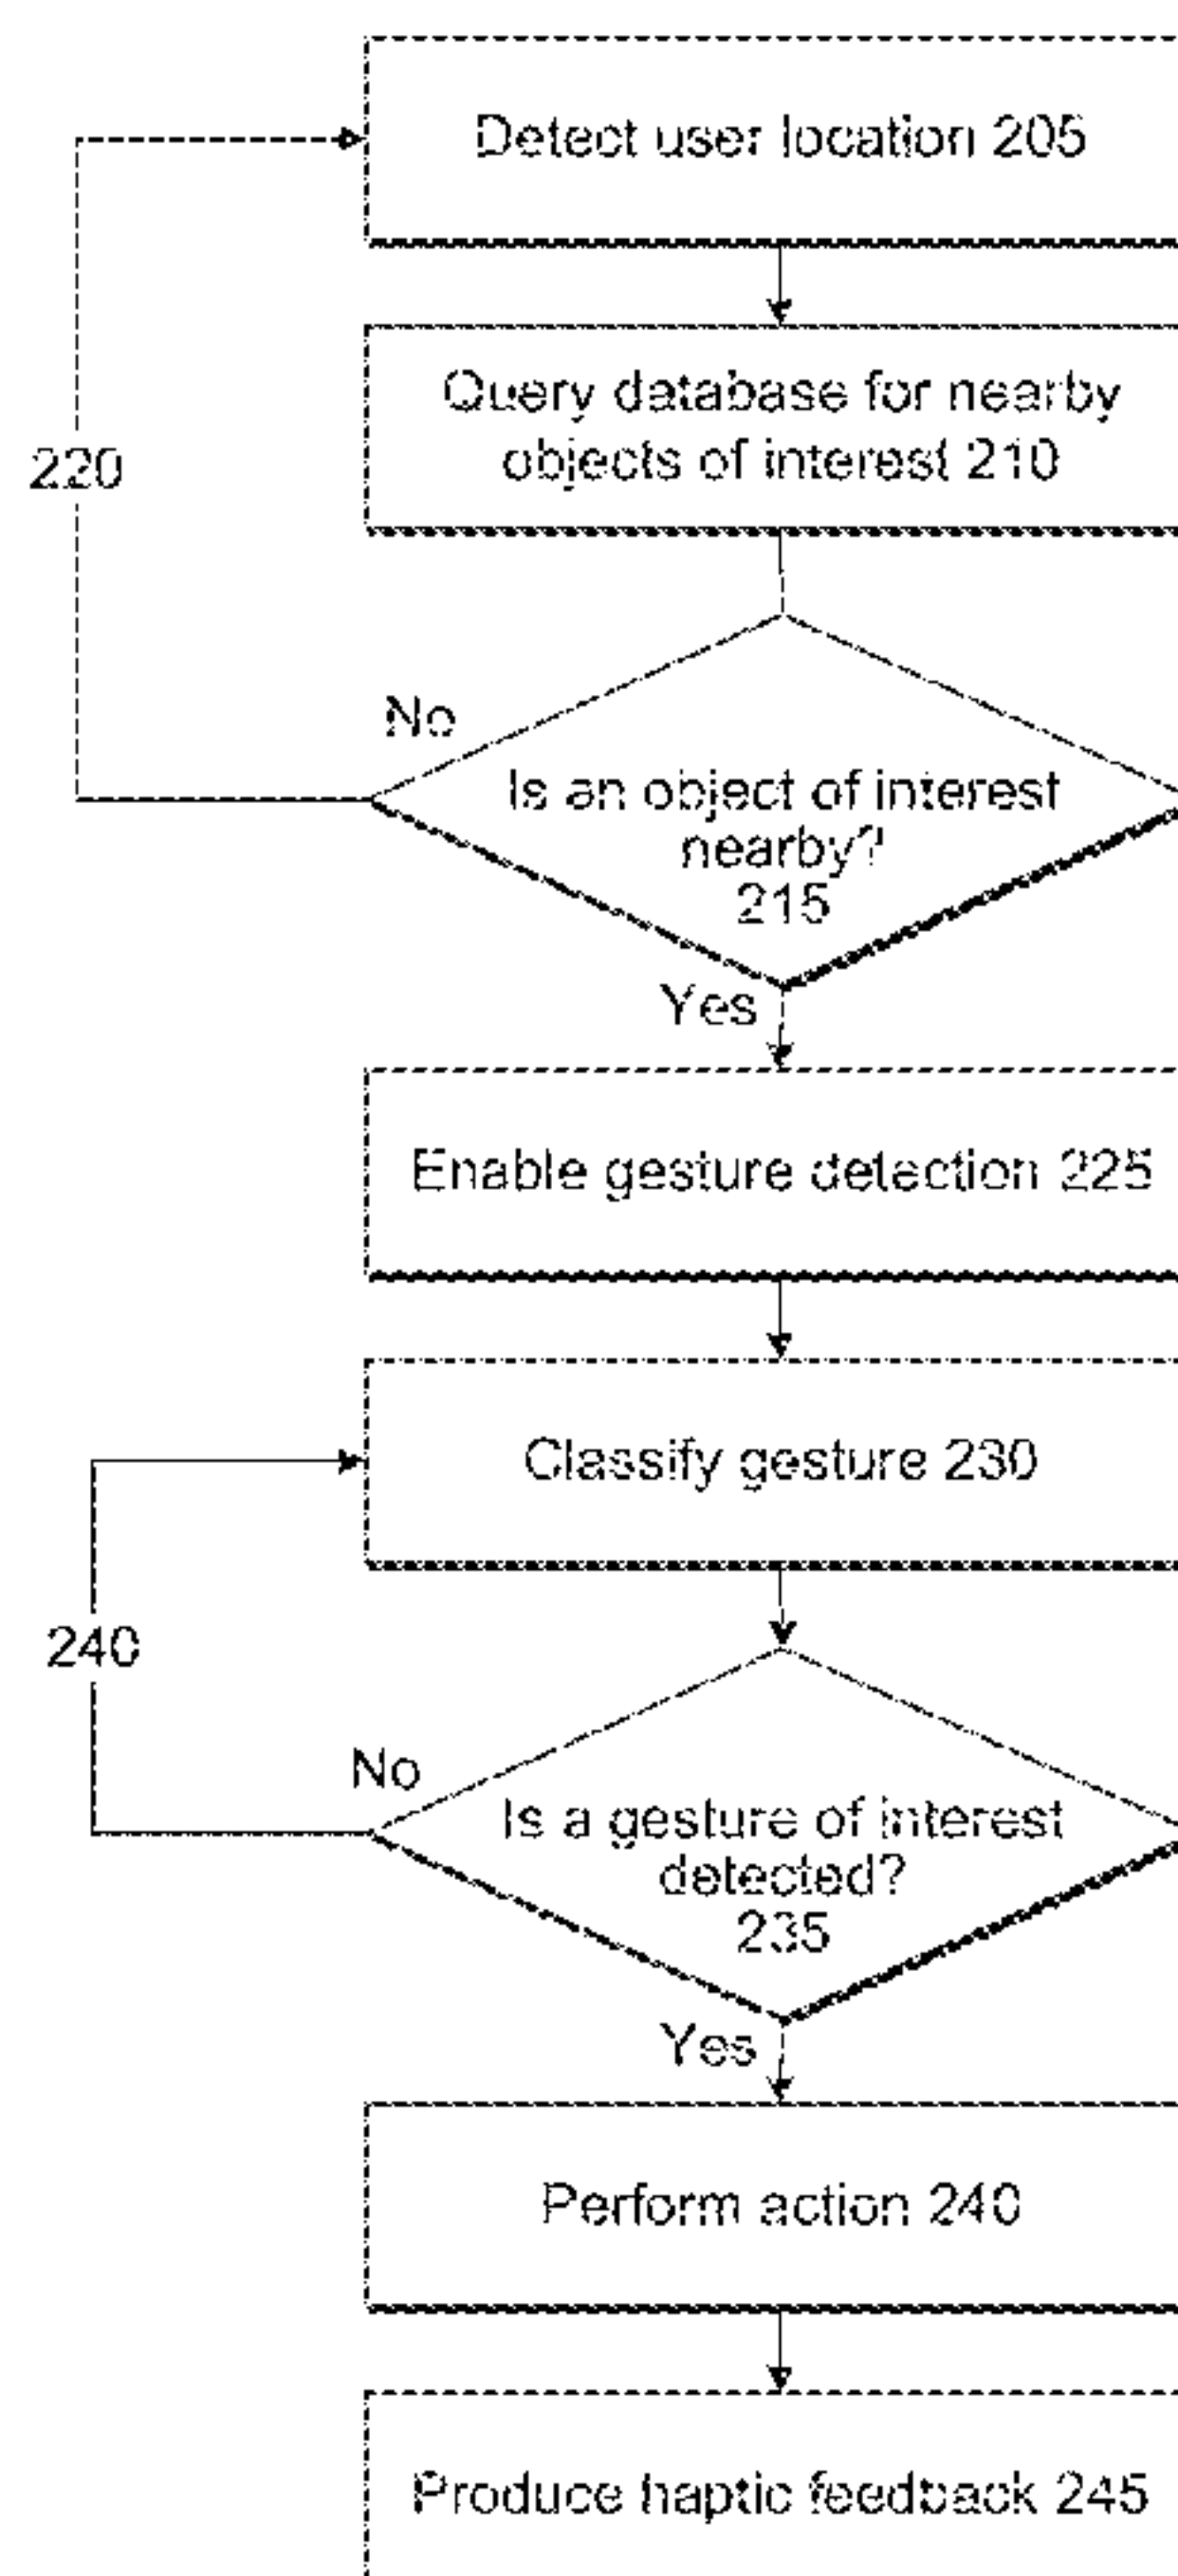 Detect user location 205
Query database for nearby
objects of interest 210
220
No
Is an object of interest
nearby?
215
Yes
Enable gesture detection 225
Classify gesture 230
240
No
Is a gesture of interest
detected?
235
Yes
Perform action 240
Produce haptic feedback 245